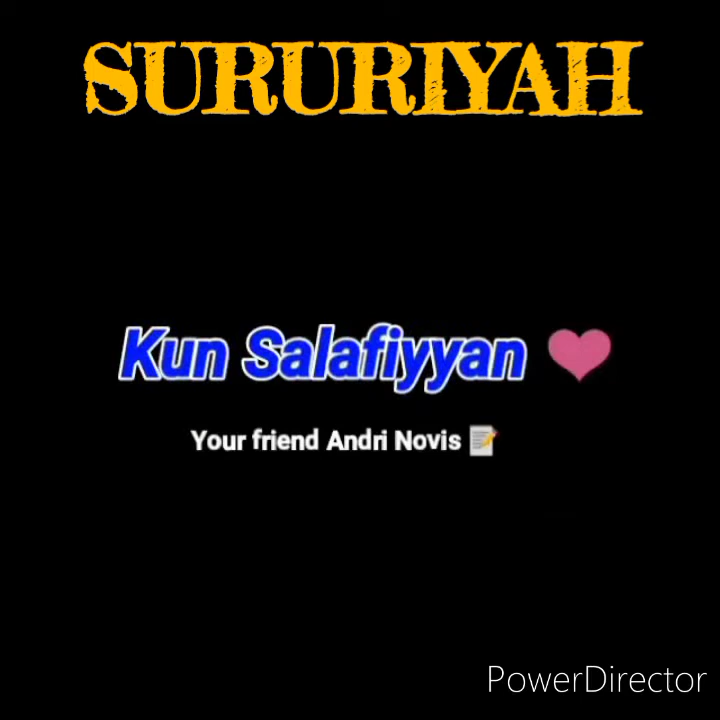 SURURIYAH
Kun Salafiyyan 🩷
Your friend Andri Novis 📝
PowerDirector